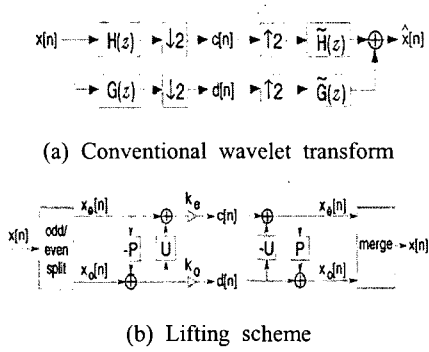 x[n] H(z) ↓2 c[n] ↑2 H̃(z) x̂[n]
G(z) ↓2 d[n] ↑2 G̃(z)
(a) Conventional wavelet transform
x[n] odd/even split xₑ[n] kₑ c[n] xₑ[n] merge x[n]
-P U -U P
xₒ[n] kₒ d[n] xₒ[n]
(b) Lifting scheme